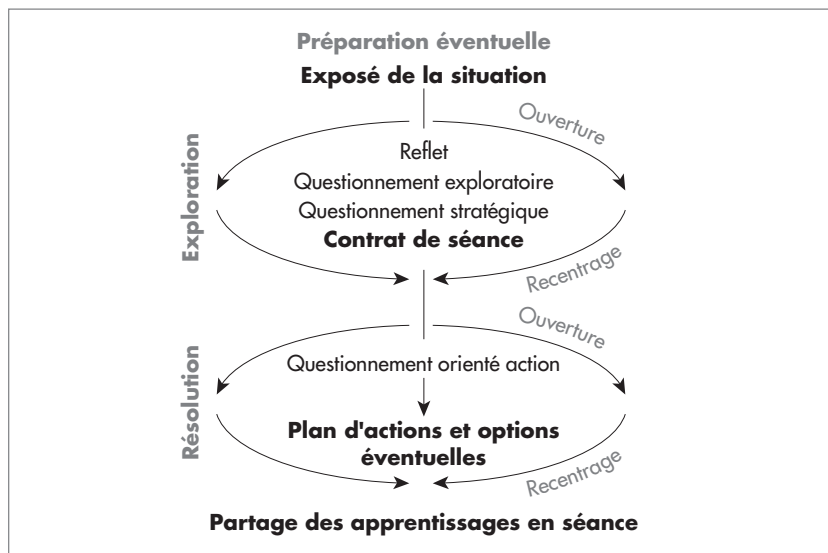 Préparation éventuelle
Exposé de la situation
Ouverture
Exploration
Reflet
Questionnement exploratoire
Questionnement stratégique
Contrat de séance
Recentrage
Ouverture
Résolution
Questionnement orienté action
Plan d'actions et options
éventuelles
Recentrage
Partage des apprentissages en séance